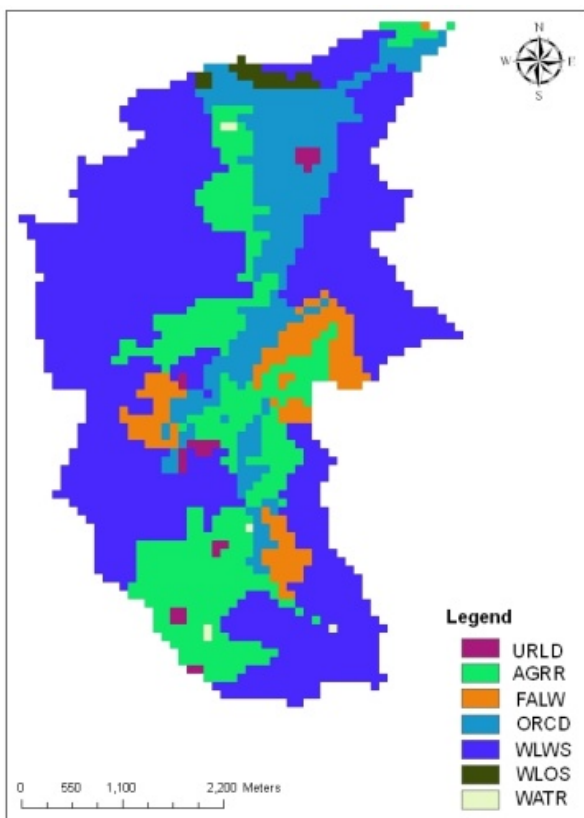 N
W E
S
Legend
URLD
AGRR
FALW
ORCD
WLWS
WLOS
WATR
0 550 1,100 2,200 Meters